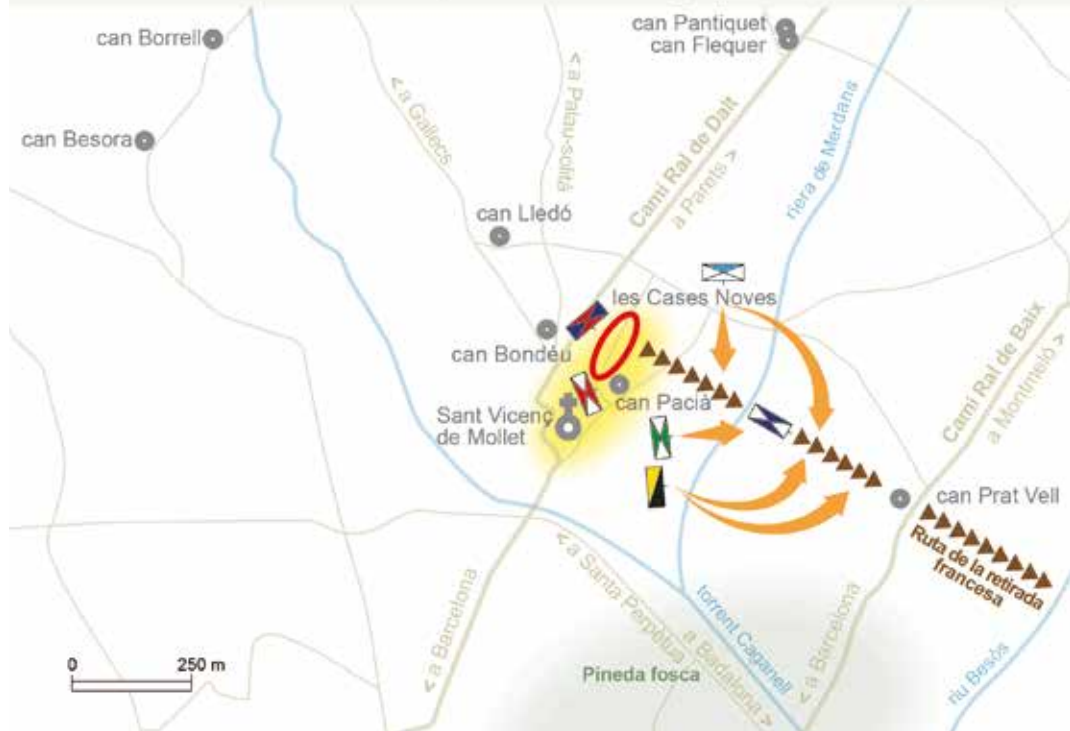 can Borrell
can Pantiquet
can Flequer
can Besora
< a Gallecs
< a Palau-solità
Camí Ral de Dalt
a Parets >
riera de Merdans
can Lledó
les Cases Noves
can Bondéu
can Pacià
Sant Vicenç
de Mollet
Camí Ral de Baix
a Montmeló >
can Prat Vell
Ruta de la retirada
francesa
< a Barcelona
< a Santa Perpètua
a Badalona >
torrent Caganell
< a Barcelona
riu Besòs
Pineda fosca
0 250 m